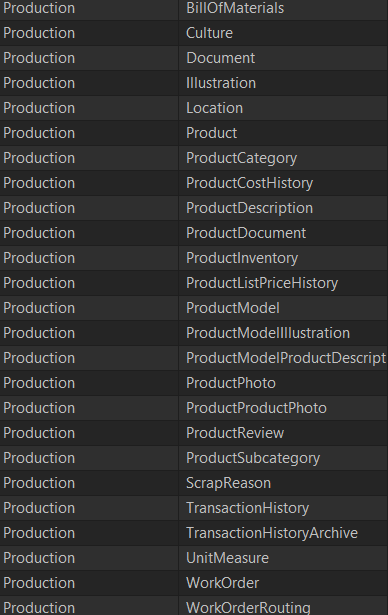 Production BillOfMaterials
Production Culture
Production Document
Production Illustration
Production Location
Production Product
Production ProductCategory
Production ProductCostHistory
Production ProductDescription
Production ProductDocument
Production ProductInventory
Production ProductListPriceHistory
Production ProductModel
Production ProductModelIllustration
Production ProductModelProductDescript
Production ProductPhoto
Production ProductProductPhoto
Production ProductReview
Production ProductSubcategory
Production ScrapReason
Production TransactionHistory
Production TransactionHistoryArchive
Production UnitMeasure
Production WorkOrder
Production WorkOrderRouting